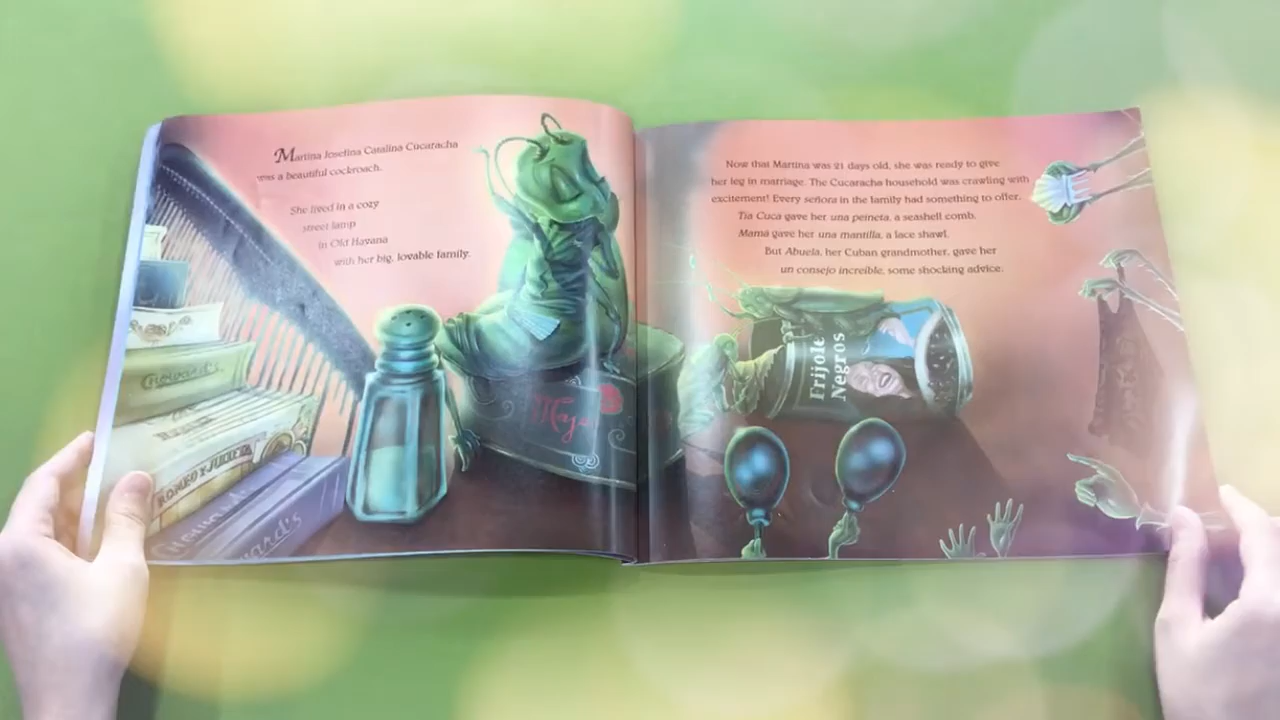 Martina Josefina Catalina Cucaracha
was a beautiful cockroach.
She lived in a cozy
street lamp
in Old Havana
with her big, lovable family.
Now that Martina was 21 days old, she was ready to give
her leg in marriage. The Cucaracha household was crawling with
excitement! Every señora in the family had something to offer.
Tía Cuca gave her una peineta, a seashell comb.
Mamá gave her una mantilla, a lace shawl.
But Abuela, her Cuban grandmother, gave her
un consejo increíble, some shocking advice.
Frijoles
Negros
ROMEO Y JULIETA